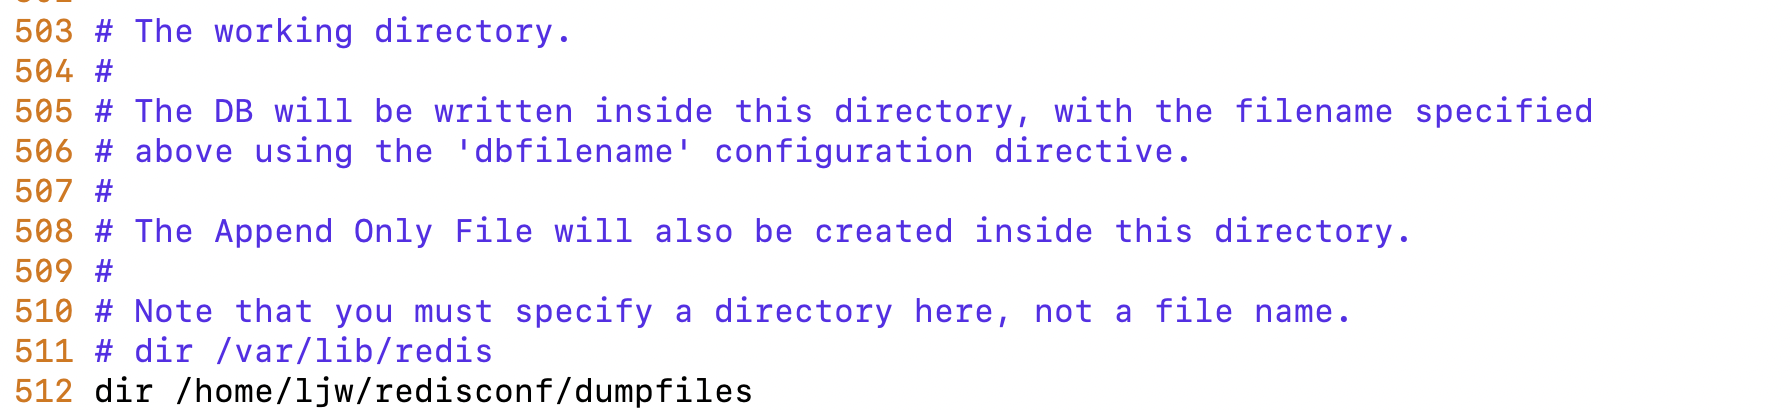 503 # The working directory.
504 #
505 # The DB will be written inside this directory, with the filename specified
506 # above using the 'dbfilename' configuration directive.
507 #
508 # The Append Only File will also be created inside this directory.
509 #
510 # Note that you must specify a directory here, not a file name.
511 # dir /var/lib/redis
512 dir /home/ljw/redisconf/dumpfiles